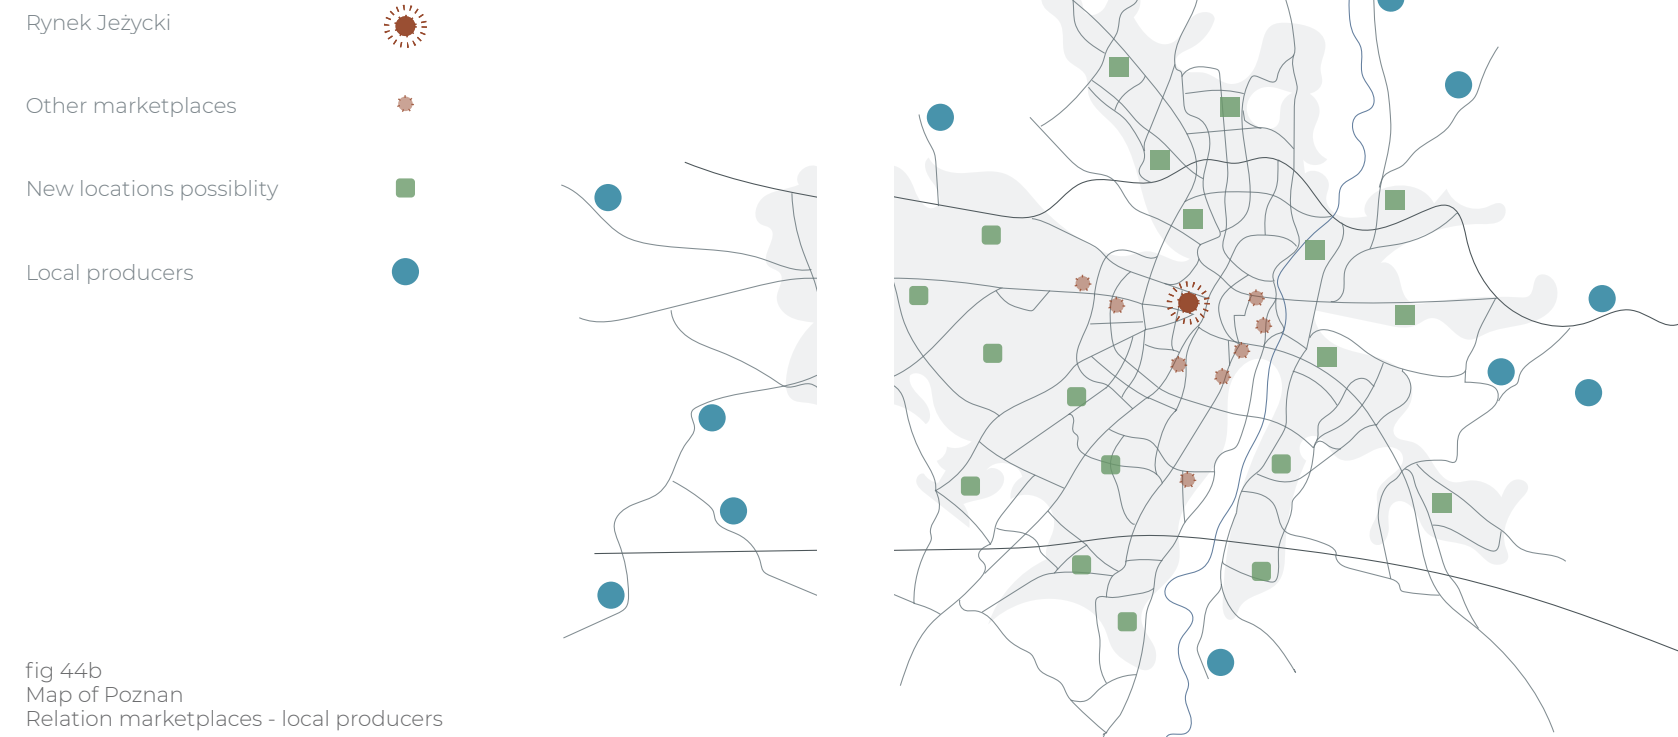 Rynek Jeżycki
Other marketplaces
New locations possiblity
Local producers
fig 44b
Map of Poznan
Relation marketplaces - local producers